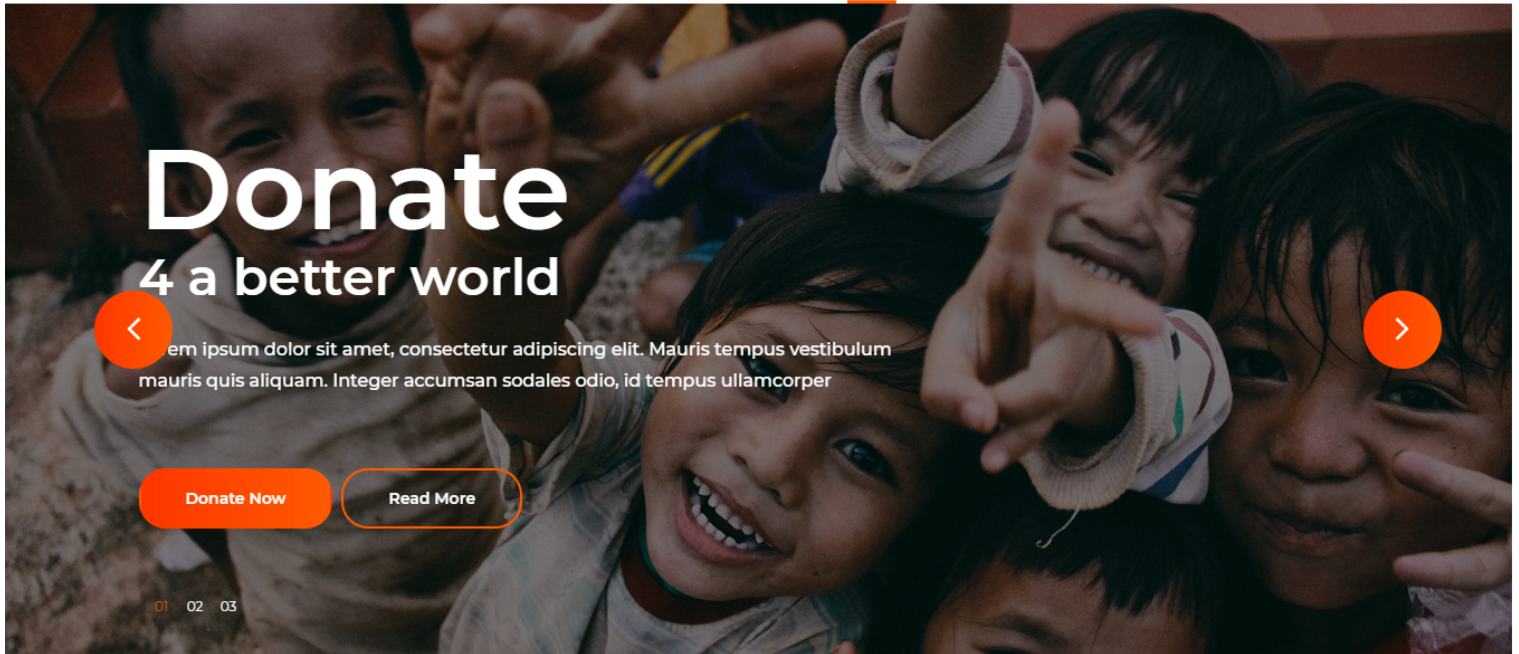 Donate
4 a better world
em ipsum dolor sit amet, consectetur adipiscing elit. Mauris tempus vestibulum
mauris quis aliquam. Integer accumsan sodales odio, id tempus ullamcorper
Donate Now Read More
01 02 03